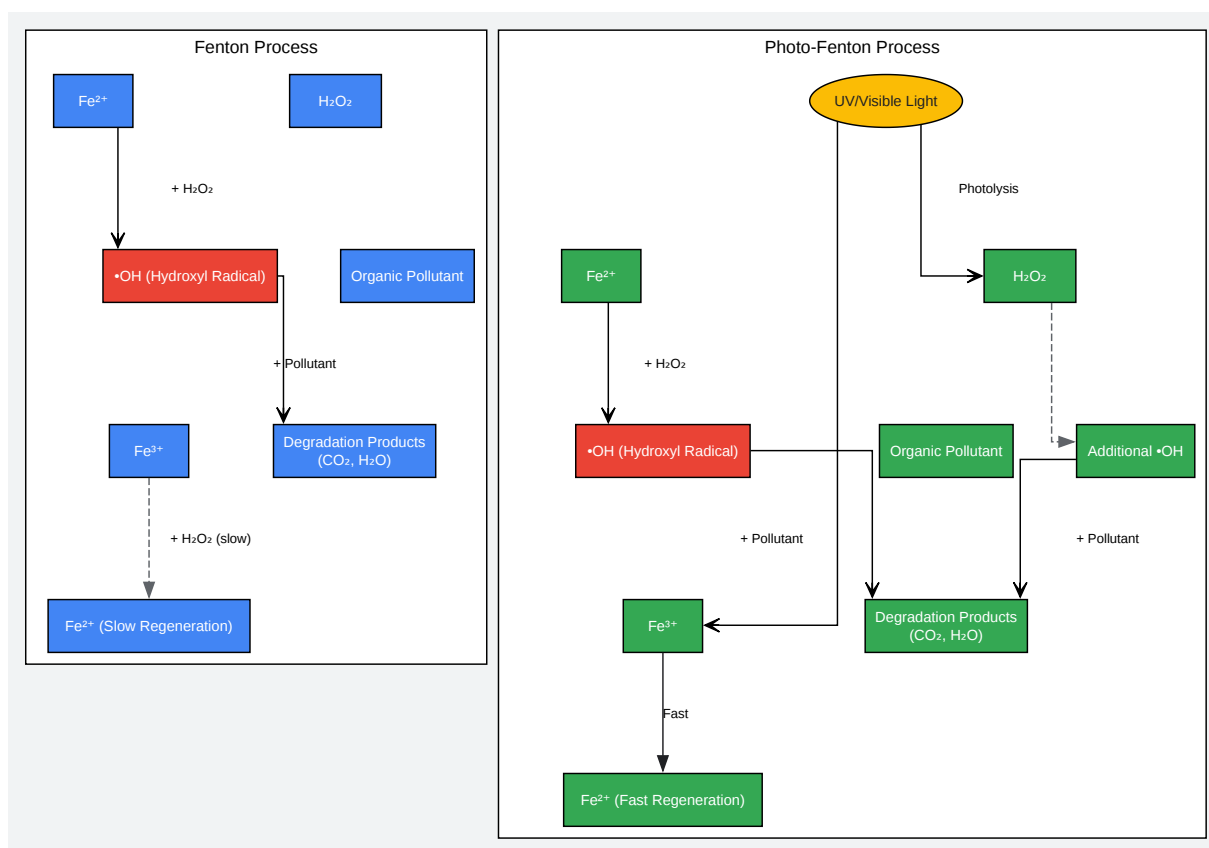 Fenton Process
Fe²⁺
H₂O₂
+ H₂O₂
•OH (Hydroxyl Radical)
Organic Pollutant
+ Pollutant
Fe³⁺
Degradation Products
(CO₂, H₂O)
+ H₂O₂ (slow)
Fe²⁺ (Slow Regeneration)
Photo-Fenton Process
UV/Visible Light
Photolysis
Fe²⁺
H₂O₂
+ H₂O₂
•OH (Hydroxyl Radical)
Organic Pollutant
Additional •OH
+ Pollutant
+ Pollutant
Fe³⁺
Degradation Products
(CO₂, H₂O)
Fast
Fe²⁺ (Fast Regeneration)